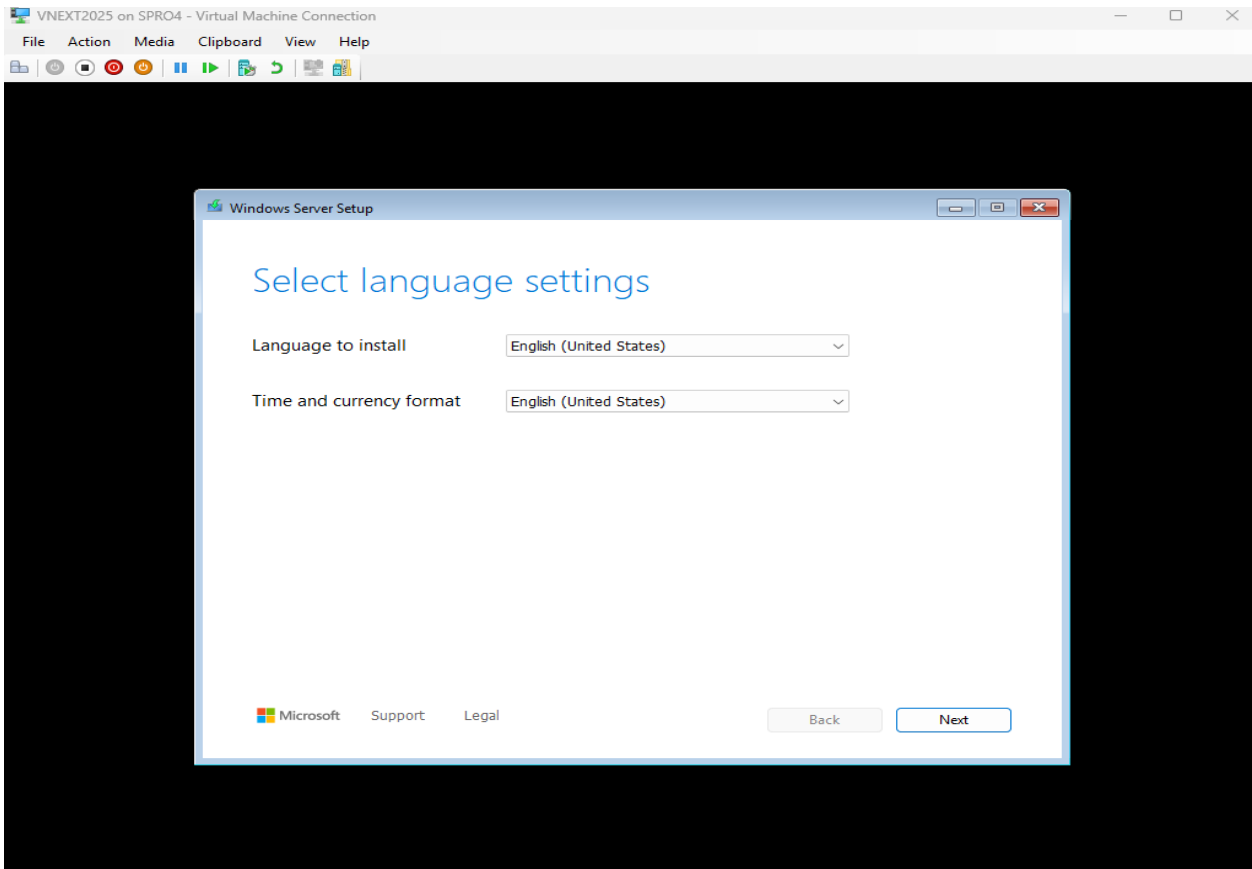 VNEXT2025 on SPRO4 - Virtual Machine Connection
File Action Media Clipboard View Help
Windows Server Setup
Select language settings
Language to install English (United States)
Time and currency format English (United States)
Microsoft Support Legal Back Next